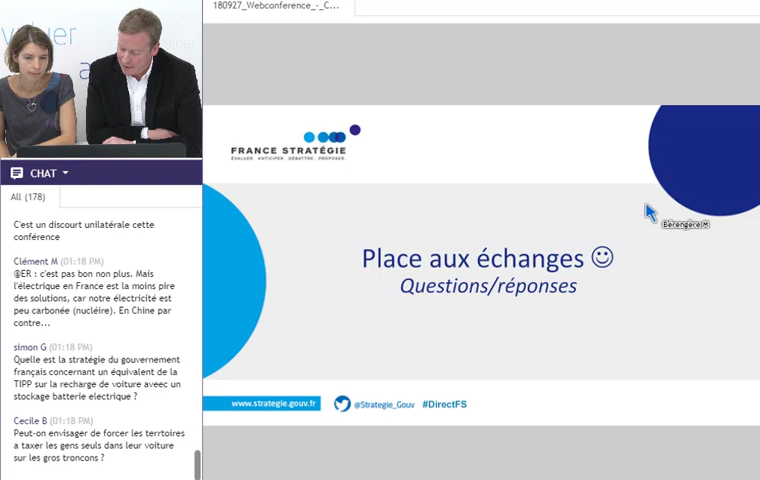 180927_Webconference_-_C...
CHAT
All (178)
C'est un discourt unilatérale cette
conférence
Clément M (01:18 PM)
@ER : c'est pas bon non plus. Mais
l'électrique en France est la moins pire
des solutions, car notre électricité est
peu carbonée (nucléire). En Chine par
contre...
simon G (01:18 PM)
Quelle est la stratégie du gouvernement
français concernant un équivalent de la
TIPP sur la recharge de voiture aveec un
stockage batterie electrique ?
Cecile B (01:18 PM)
Peut-on envisager de forcer les terrtoires
a taxer les gens seuls dans leur voiture
sur les gros troncons ?
FRANCE STRATÉGIE
ÉVALUER. ANTICIPER. DÉBATTRE. PROPOSER.
Bérengère M
Place aux échanges ☺
Questions/réponses
www.strategie.gouv.fr
@Strategie_Gouv #DirectFS